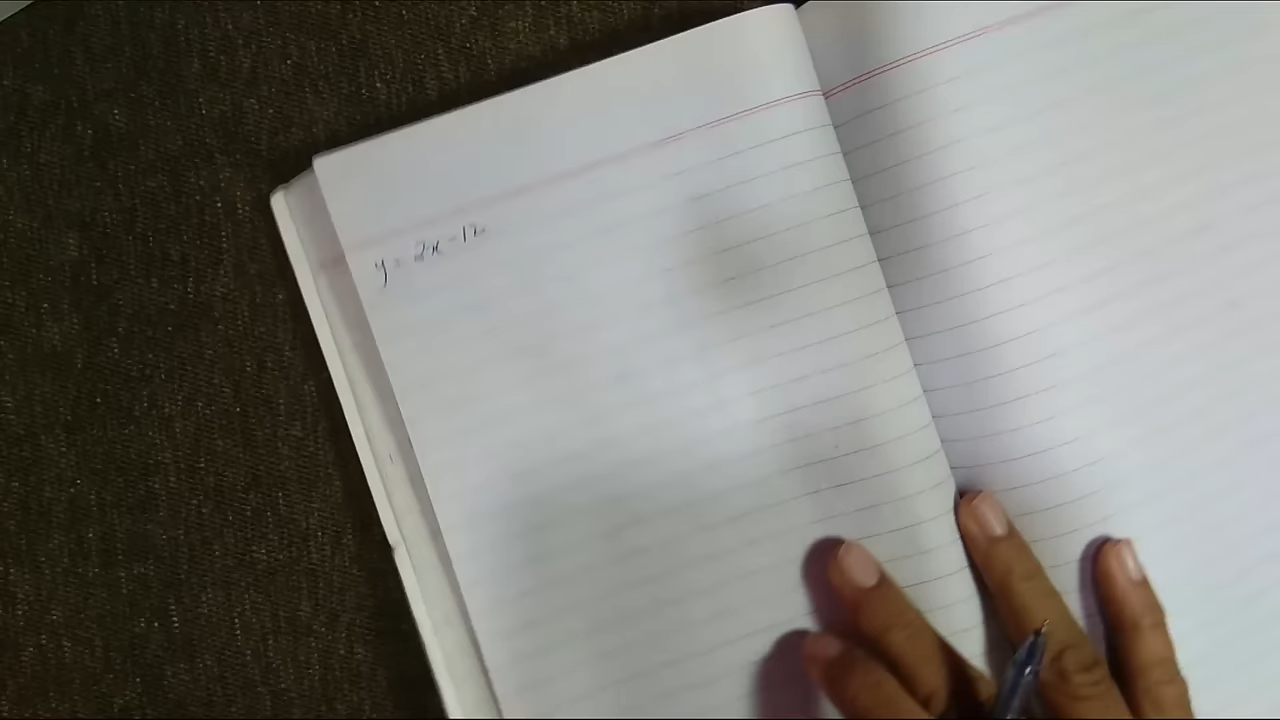 y = 2x - 12